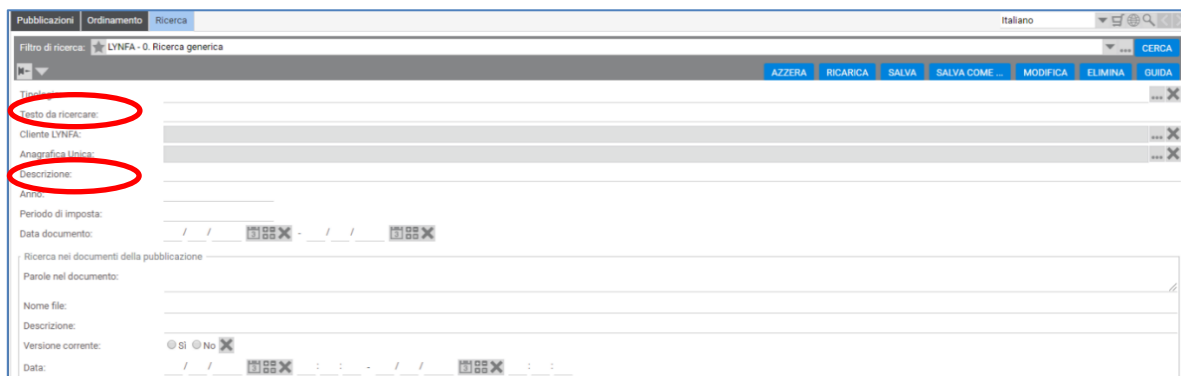 Pubblicazioni Ordinamento Ricerca Italiano
Filtro di ricerca: LYNFA - 0. Ricerca generica ... CERCA
AZZERA RICARICA SALVA SALVA COME ... MODIFICA ELIMINA GUIDA
Tipologia: ...
Testo da ricercare:
Cliente LYNFA: ...
Anagrafica Unica: ...
Descrizione:
Anno:
Periodo di imposta:
Data documento: / / - / /
Ricerca nei documenti della pubblicazione
Parole nel documento:
Nome file:
Descrizione:
Versione corrente: Sì No
Data: / / : : - / / : :